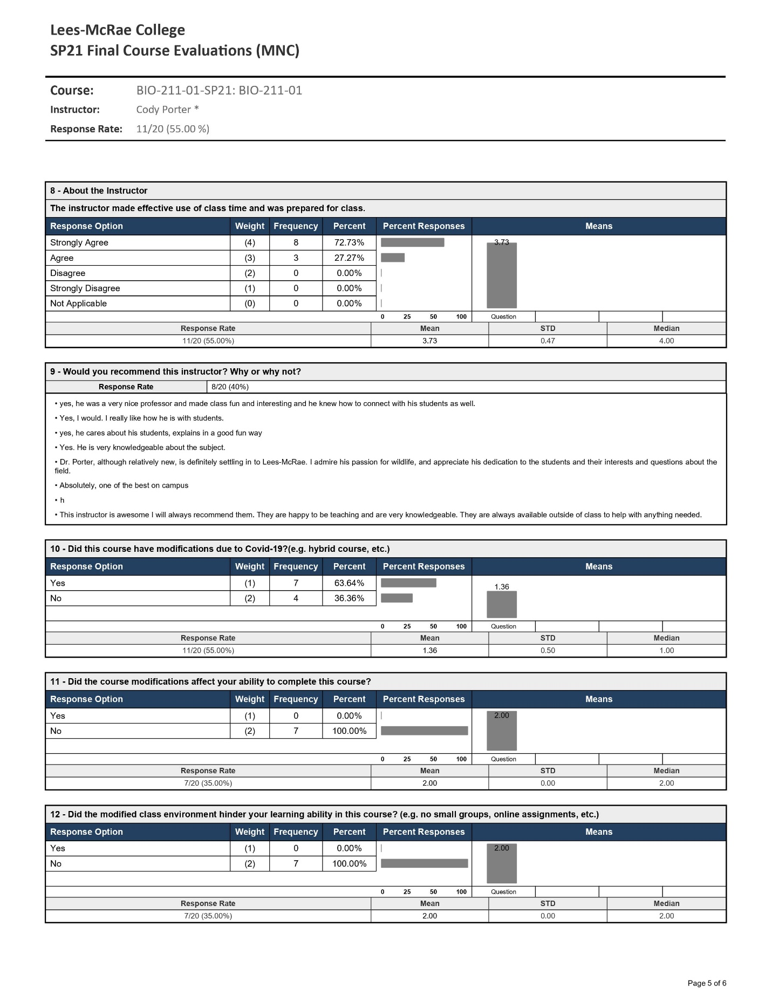 Lees-McRae College
SP21 Final Course Evaluations (MNC)
Course: BIO-211-01-SP21: BIO-211-01
Instructor: Cody Porter *
Response Rate: 11/20 (55.00 %)
8 - About the Instructor
The instructor made effective use of class time and was prepared for class.
Response Option Weight Frequency Percent Percent Responses Means
Strongly Agree (4) 8 72.73% 3.73
Agree (3) 3 27.27%
Disagree (2) 0 0.00%
Strongly Disagree (1) 0 0.00%
Not Applicable (0) 0 0.00%
0 25 50 100 Question
Response Rate Mean STD Median
11/20 (55.00%) 3.73 0.47 4.00
9 - Would you recommend this instructor? Why or why not?
Response Rate 8/20 (40%)
• yes, he was a very nice professor and made class fun and interesting and he knew how to connect with his students as well.
• Yes, I would. I really like how he is with students.
• yes, he cares about his students, explains in a good fun way
• Yes. He is very knowledgeable about the subject.
• Dr. Porter, although relatively new, is definitely settling in to Lees-McRae. I admire his passion for wildlife, and appreciate his dedication to the students and their interests and questions about the
field.
• Absolutely, one of the best on campus
• h
• This instructor is awesome I will always recommend them. They are happy to be teaching and are very knowledgeable. They are always available outside of class to help with anything needed.
10 - Did this course have modifications due to Covid-19?(e.g. hybrid course, etc.)
Response Option Weight Frequency Percent Percent Responses Means
Yes (1) 7 63.64% 1.36
No (2) 4 36.36%
0 25 50 100 Question
Response Rate Mean STD Median
11/20 (55.00%) 1.36 0.50 1.00
11 - Did the course modifications affect your ability to complete this course?
Response Option Weight Frequency Percent Percent Responses Means
Yes (1) 0 0.00% 2.00
No (2) 7 100.00%
0 25 50 100 Question
Response Rate Mean STD Median
7/20 (35.00%) 2.00 0.00 2.00
12 - Did the modified class environment hinder your learning ability in this course? (e.g. no small groups, online assignments, etc.)
Response Option Weight Frequency Percent Percent Responses Means
Yes (1) 0 0.00% 2.00
No (2) 7 100.00%
0 25 50 100 Question
Response Rate Mean STD Median
7/20 (35.00%) 2.00 0.00 2.00
Page 5 of 6